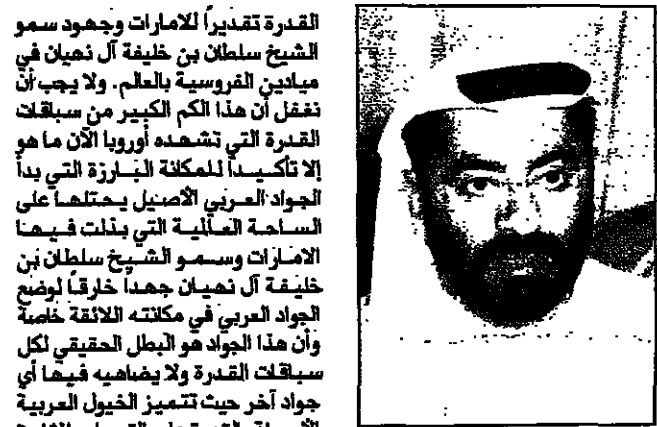 القدرة تقديراً للامارات وجهود سمو
الشيخ سلطان بن خليفة آل نهيان في
ميادين الفروسية بالعالم. ولا يجب أن
نغفل أن هذا الكم الكبير من سباقات
القدرة التي تشهده أوروبا الآن ما هو
إلا تأكيداً للمكانة البارزة التي بدأ
الجواد العربي الأصيل يحتلها على
الساحة العالمية التي بذلت فيها
الامارات وسمو الشيخ سلطان بن
خليفة آل نهيان جهدا خارقاً لوضع
الجواد العربي في مكانته اللائقة خاصة
وأن هذا الجواد هو البطل الحقيقي لكل
سباقات القدرة ولا يضاهيه فيها أي
جواد آخر حيث تتميز الخيول العربية